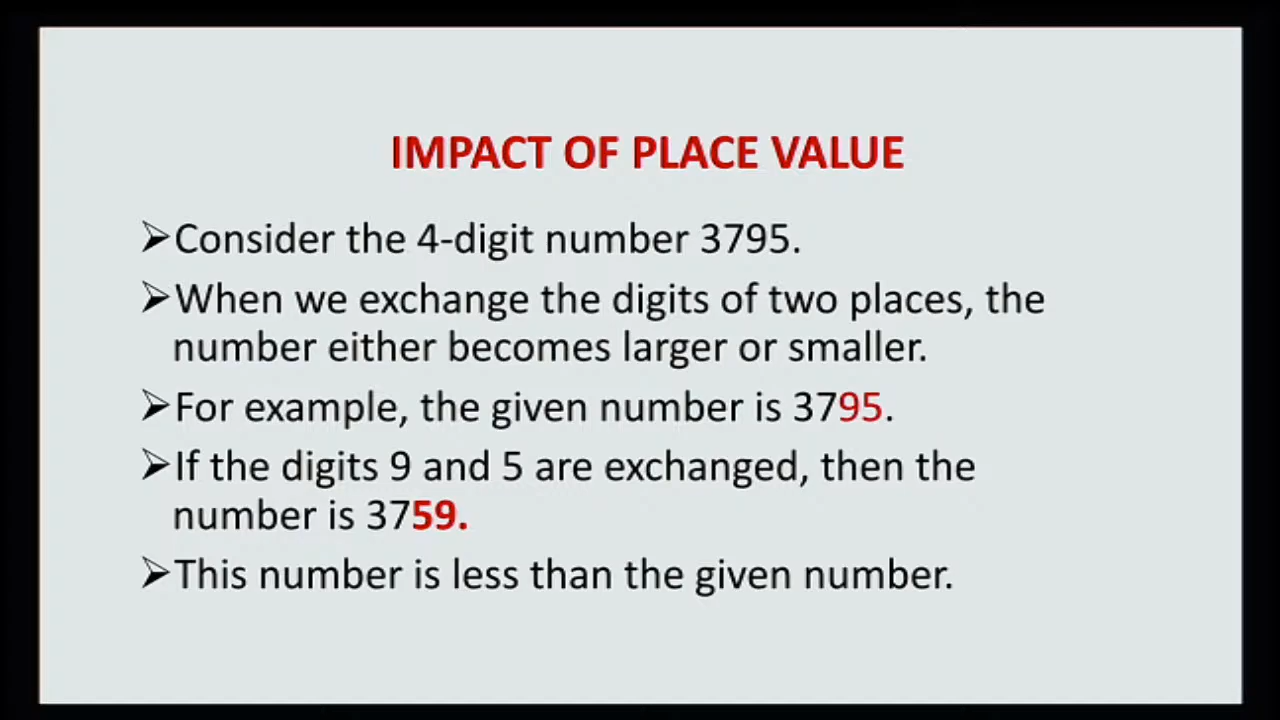 IMPACT OF PLACE VALUE
➢Consider the 4-digit number 3795.
➢When we exchange the digits of two places, the
number either becomes larger or smaller.
➢For example, the given number is 3795.
➢If the digits 9 and 5 are exchanged, then the
number is 3759.
➢This number is less than the given number.